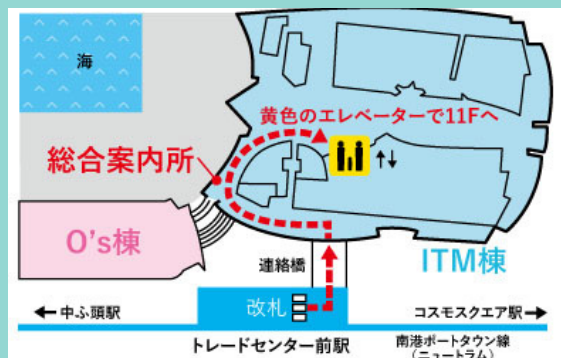 海
黄色のエレベーターで11Fへ
総合案内所
O's棟
ITM棟
連絡橋
改札
←中ふ頭駅
コスモスクエア駅→
トレードセンター前駅
南港ポートタウン線
（ニュートラム）